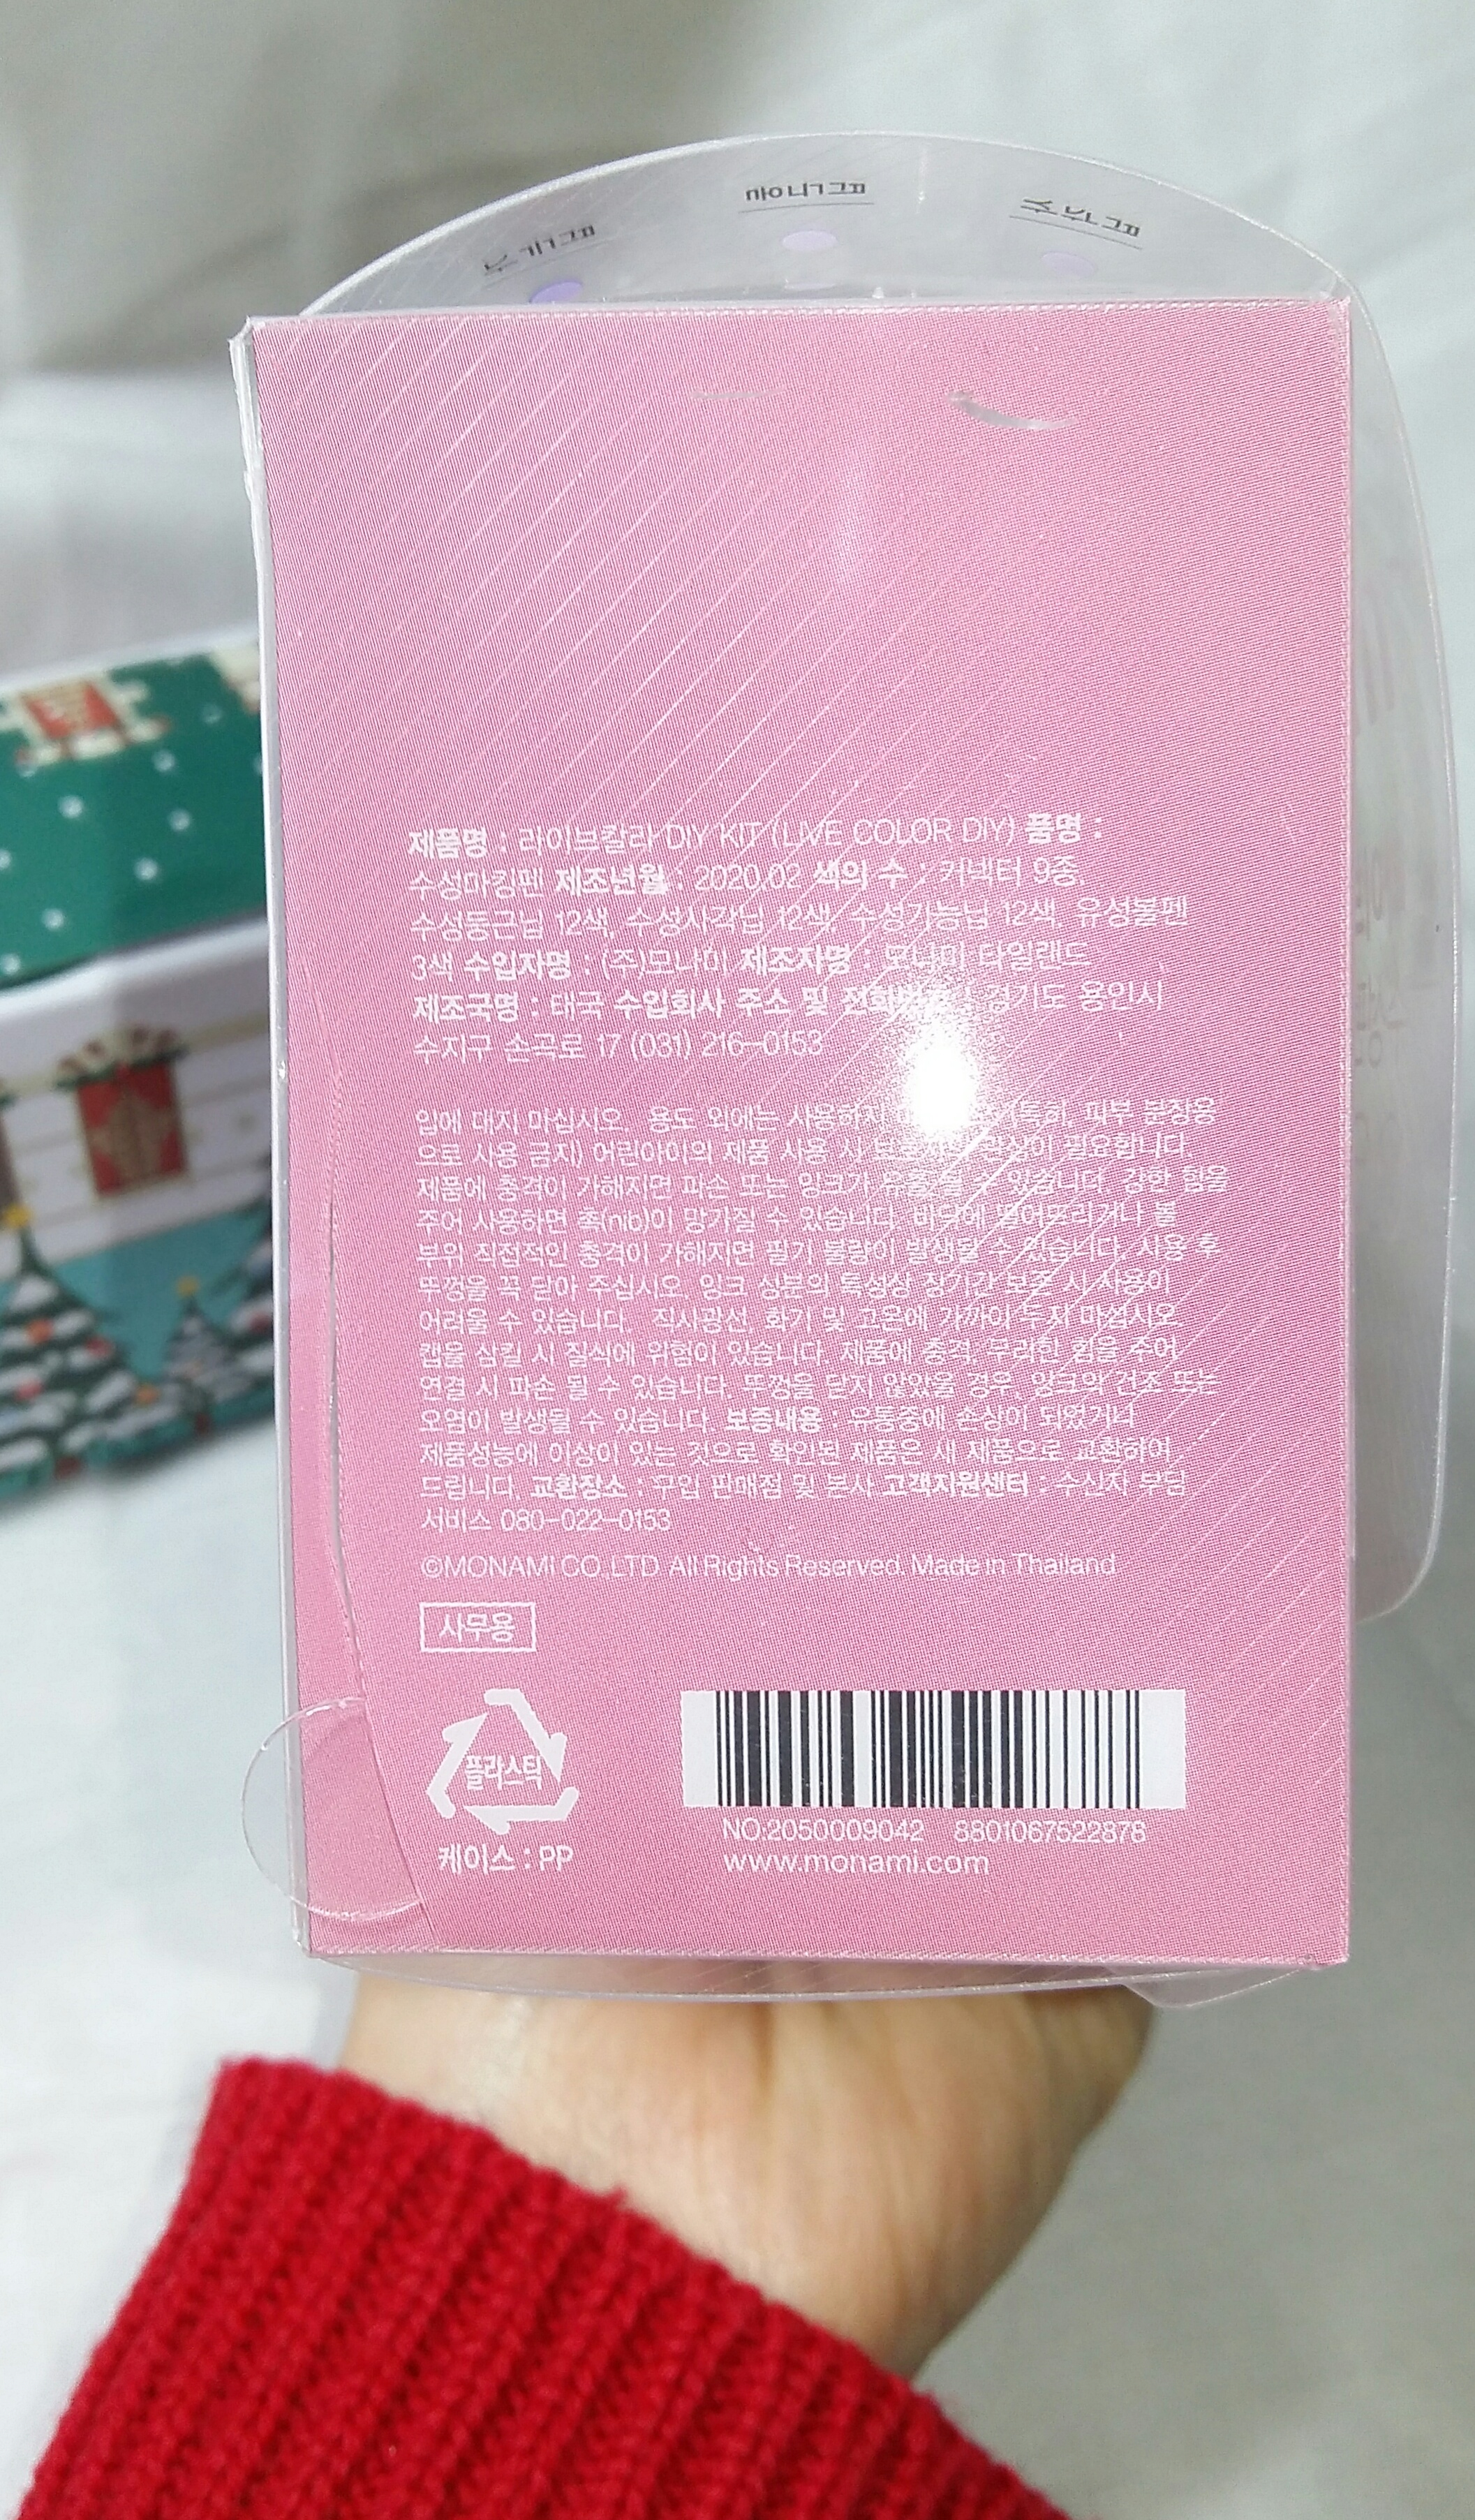 제품명 : 라이브칼라 DIY KIT (LIVE COLOR DIY) 품명 :
수성마킹펜 제조년월 : 2020.02 색의 수 : 커넥터 9종,
수성둥근닙 12색, 수성사각닙 12색, 수성가능닙 12색, 유성볼펜
3색 수입자명 : (주)모나미 제조자명 : 모나미 타일랜드
제조국명 : 태국 수입회사 주소 및 경기도 용인시
수지구 손곡로 17 (031) 216-0153
입에 대지 마십시오. 용도 외에는 사용하지 (특히, 피부 분장용
으로 사용 금지) 어린아이의 제품 사용 시 관심이 필요합니다.
제품에 충격이 가해지면 파손 또는 잉크가 수 있습니다. 강한 힘을
주어 사용하면 촉(nib)이 망가질 수 있습니다. 바닥에 떨어뜨리거나 볼
부위 직접적인 충격이 가해지면 필기 불량이 발생될 수 있습니다. 사용 후
뚜껑을 꼭 닫아 주십시오. 잉크 성분의 특성상 장기간 보존 시 사용이
어려울 수 있습니다. 직사광선, 화기 및 고온에 가까이 두지 마십시오.
캡을 삼킬 시 질식에 위험이 있습니다. 제품에 충격, 무리한 힘을 주어
연결 시 파손 될 수 있습니다. 뚜껑을 닫지 않았을 경우, 잉크의 건조 또는
오염이 발생될 수 있습니다. 보증내용 : 유통중에 손상이 되었거나
제품성능에 이상이 있는 것으로 확인된 제품은 새 제품으로 교환하여
드립니다. 교환장소 : 구입 판매점 및 본사 고객지원센터 : 수신자 부담
서비스 080-022-0153
©MONAMI CO.,LTD All Rights Reserved. Made in Thailand
사무용
플라스틱
케이스 : PP
NO:2050009042 8801067522878
www.monami.com